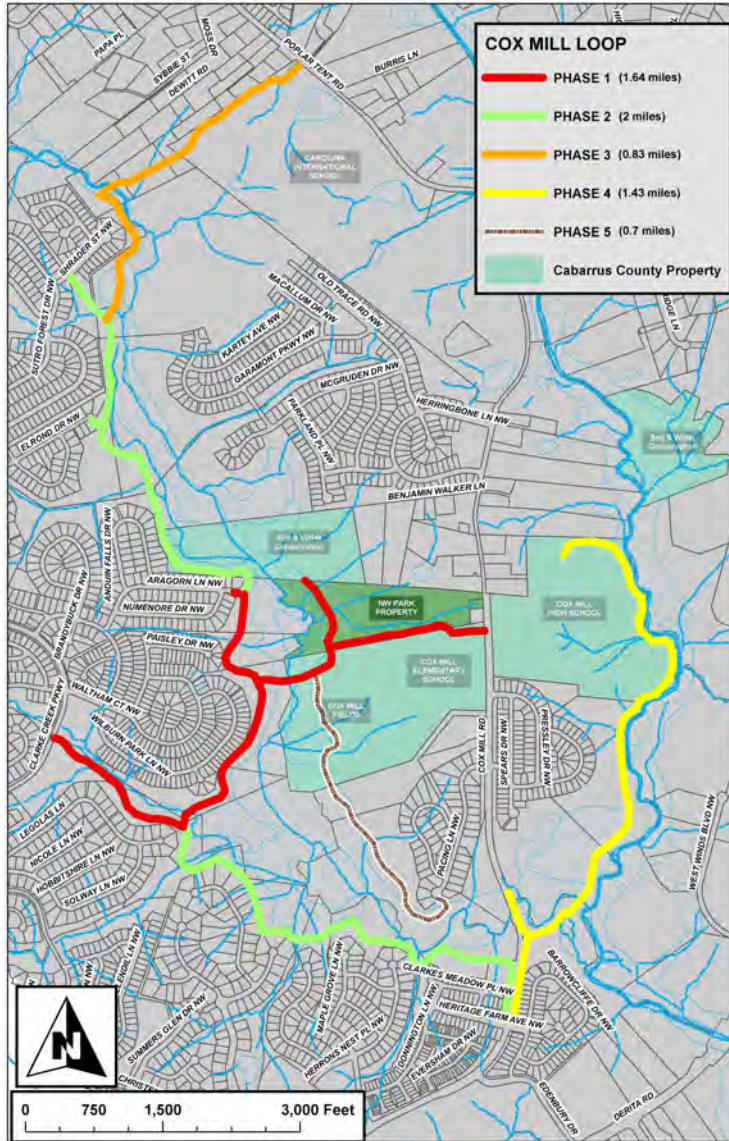 COX MILL LOOP
PHASE 1 (1.64 miles)
PHASE 2 (2 miles)
PHASE 3 (0.83 miles)
PHASE 4 (1.43 miles)
PHASE 5 (0.7 miles)
Cabarrus County Property
PAPA PL
MOSS DR
SYBBIE ST
DEWITT RD
POPLAR TENT RD
BURRIS LN
CAROLINA
INTERNATIONAL
SCHOOL
SHRADER ST NW
SUTRO FOREST DR NW
MACALLUM DR NW
OLD TRACE RD NW
KARTEY AVE NW
GARAMONT PKWY NW
MCGRUDEN DR NW
PARKLAND PL NW
HERRINGBONE LN NW
ELROND DR NW
BENJAMIN WALKER LN
Soil & Water
Conservation
Soil & Water
Conservation
ANDUIN FALLS DR NW
ARAGORN LN NW
NUMENORE DR NW
BRANDYBUCK DR NW
PAISLEY DR NW
NW PARK
PROPERTY
COX MILL
HIGH SCHOOL
COX MILL
ELEMENTARY
SCHOOL
COX MILL
FIELDS
WALTHAM CT NW
WILBURN PARK LN NW
CLARKE CREEK PKWY
COX MILL RD
SPEARS DR NW
PRESSLEY DR NW
LEGOLAS LN
NICOLE LN NW
HOBBITSHIRE LN NW
SOLWAY LN NW
PACING LN NW
WEST WINDS BLVD NW
MAPLE GROVE LN NW
CLARKES MEADOW PL NW
HERITAGE FARM AVE NW
BARROWCLIFFE DR NW
SUMMERS GLEN DR NW
HERRONS NEST PL NW
DONNINGTON LN NW
EVERSHAM DR NW
EDENBURY DR
DERITA RD
N
0 750 1,500 3,000 Feet